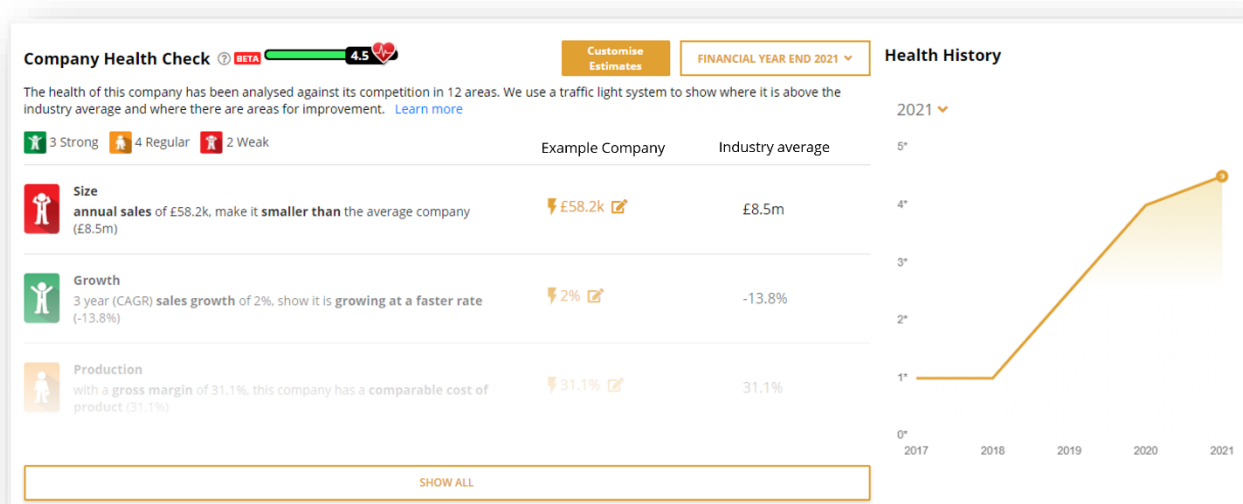 Company Health Check ? BETA 4.5
Customise
Estimates
FINANCIAL YEAR END 2021
The health of this company has been analysed against its competition in 12 areas. We use a traffic light system to show where it is above the
industry average and where there are areas for improvement. Learn more
3 Strong 4 Regular 2 Weak
Example Company Industry average
Size
annual sales of £58.2k, make it smaller than the average company
(£8.5m)
£58.2k £8.5m
Growth
3 year (CAGR) sales growth of 2%, show it is growing at a faster rate
(-13.8%)
2% -13.8%
Production
with a gross margin of 31.1%, this company has a comparable cost of
product (31.1%)
31.1% 31.1%
SHOW ALL
Health History
2021
5*
4*
3*
2*
1*
0*
2017 2018 2019 2020 2021